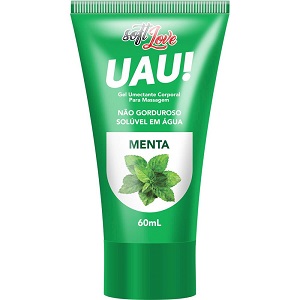 soft Love
UAU!
Gel Umectante Corporal
Para Massagem
NÃO GORDUROSO
SOLÚVEL EM ÁGUA
MENTA
60mL